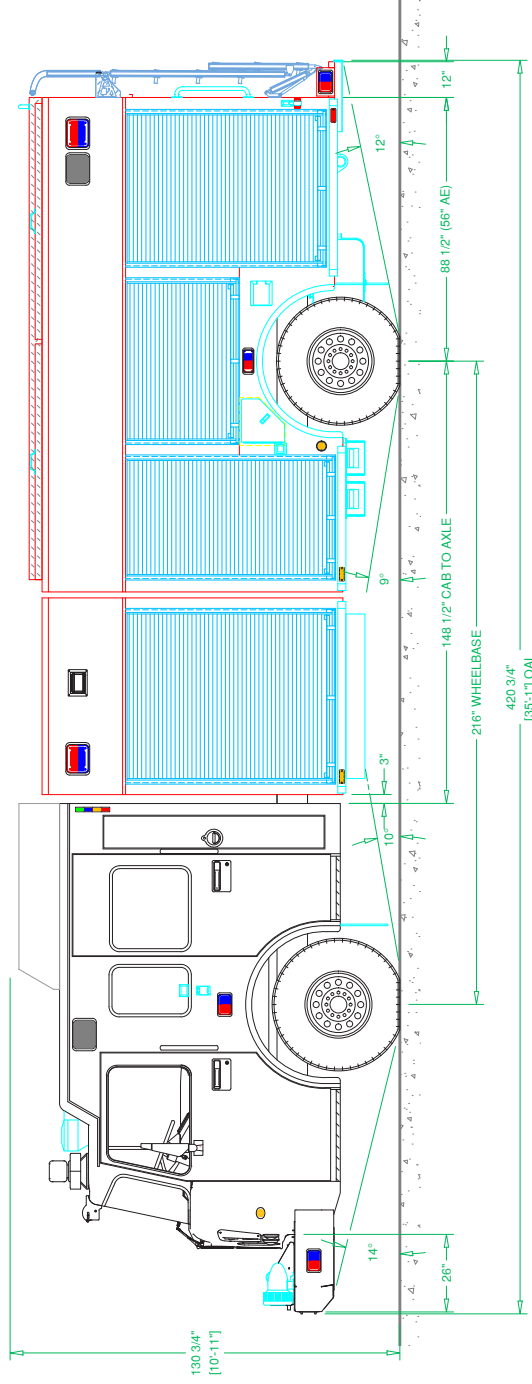 130 3/4"
[10'-11"]
26"
14°
10°
3"
9°
12°
148 1/2" CAB TO AXLE
88 1/2" (56" AE)
12"
216" WHEELBASE
420 3/4"
[35'-1"] OAL